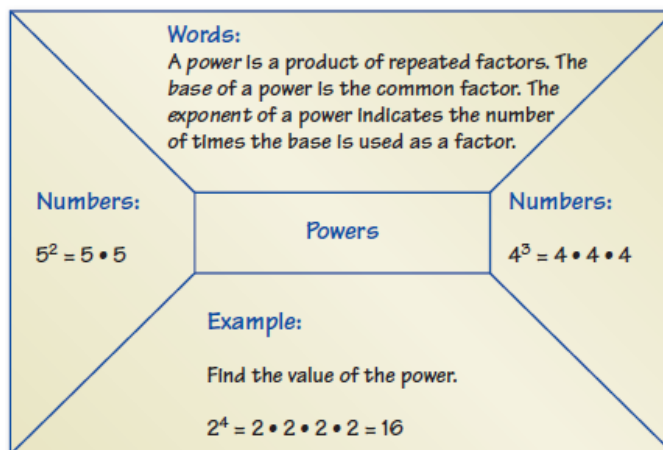 Words:
A power is a product of repeated factors. The
base of a power is the common factor. The
exponent of a power indicates the number
of times the base is used as a factor.
Numbers:
5² = 5 • 5
Powers
Numbers:
4³ = 4 • 4 • 4
Example:
Find the value of the power.
2⁴ = 2 • 2 • 2 • 2 = 16